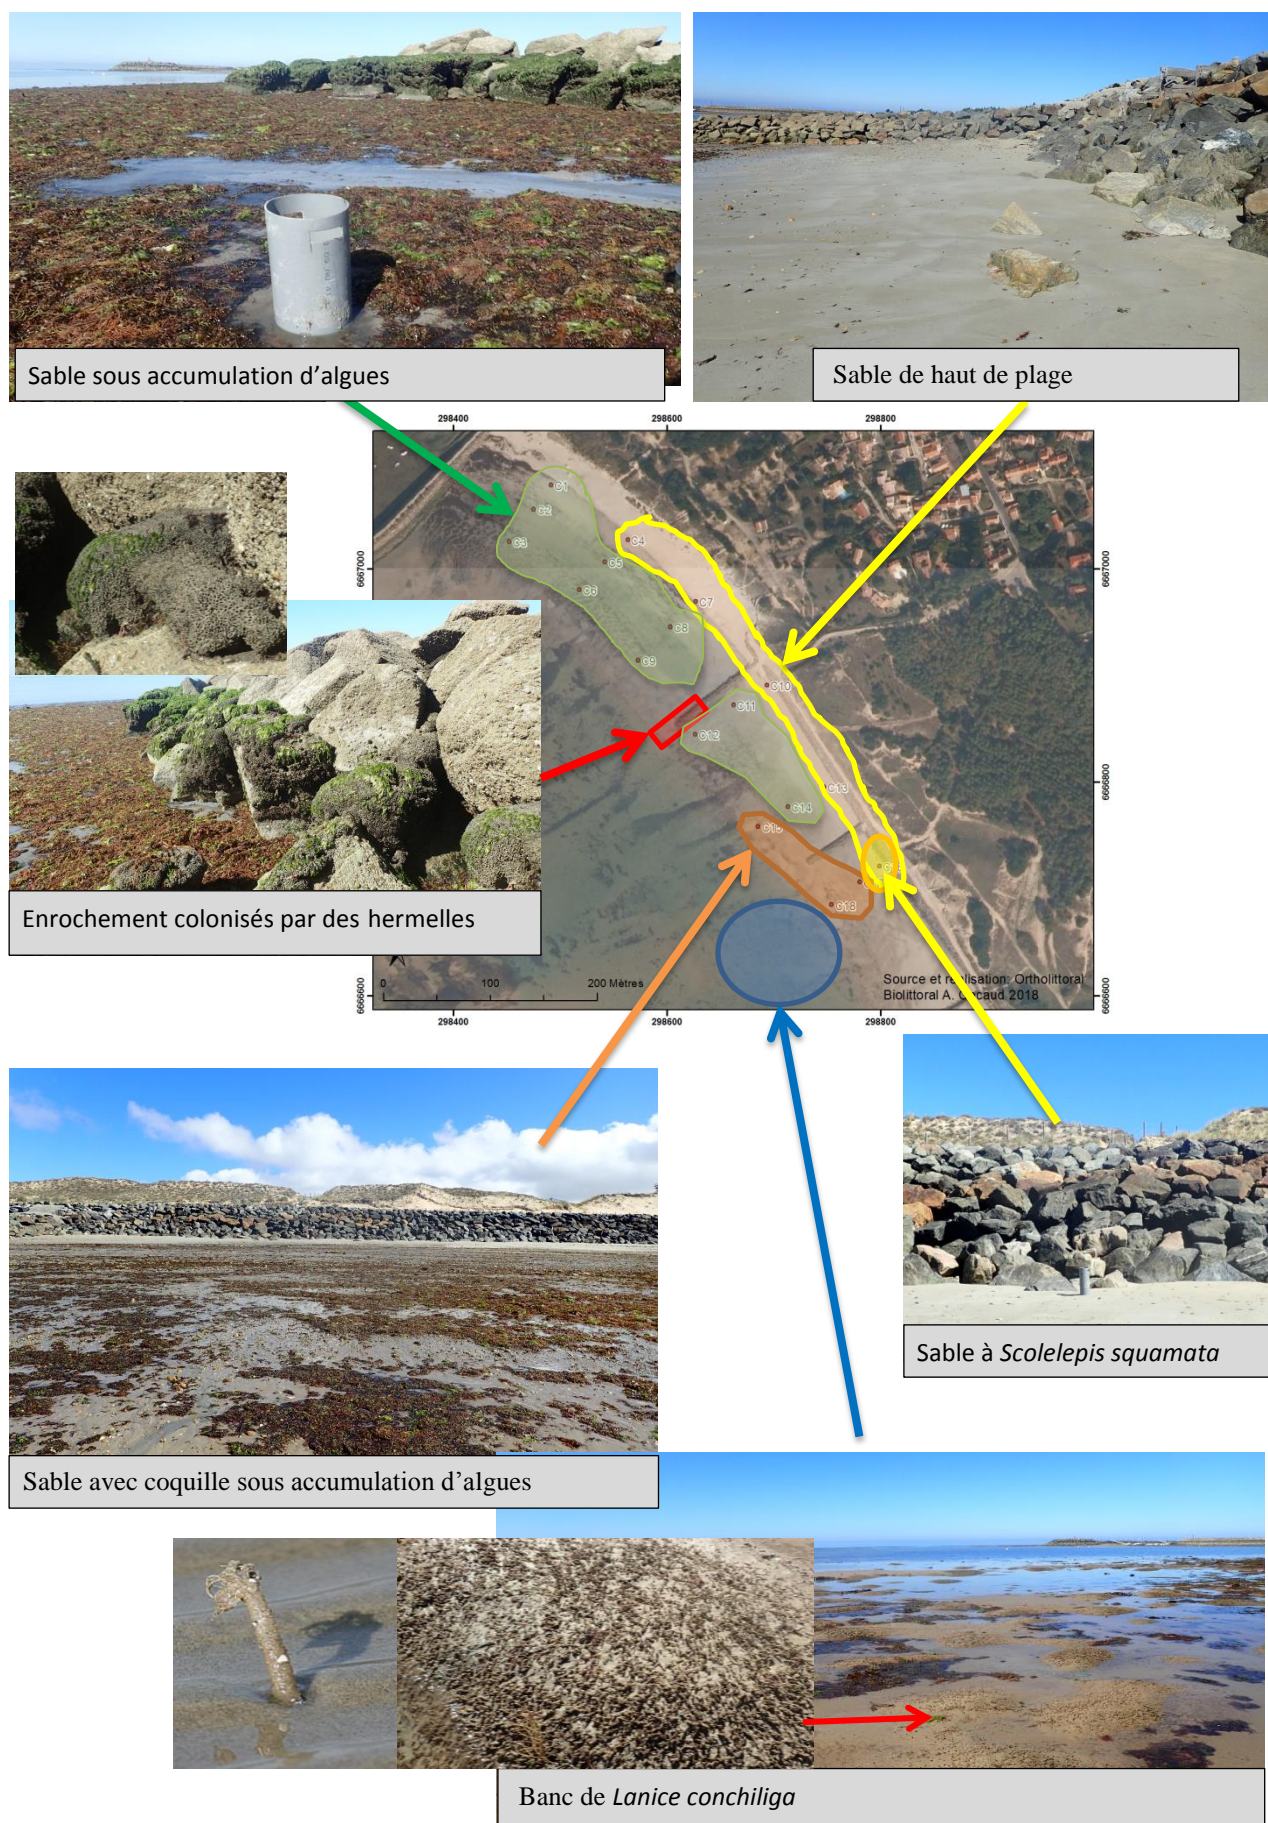 Sable sous accumulation d’algues
Sable de haut de plage
298400
298600
298800
C1
C2
C3
C4
C5
6667000
6667000
C6
C7
C8
C9
C10
C11
C12
C13
6666800
C14
C15
C18
Enrochement colonisés par des hermelles
0
100
200 Mètres
Source et réalisation: Ortholittoral
Biolittoral A. 2018
6666600
6666600
298400
298600
298800
Sable à Scolelepis squamata
Sable avec coquille sous accumulation d’algues
Banc de Lanice conchiliga